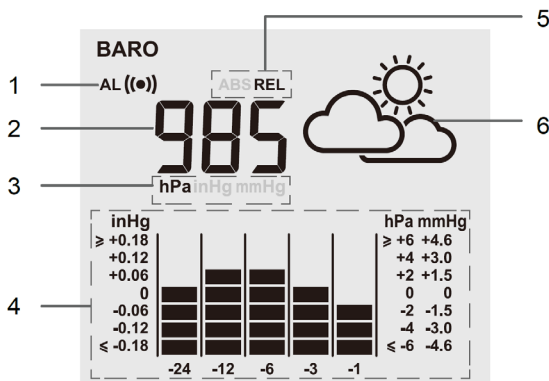 5
BARO
1
AL ((•))
ABS REL
2
985
6
3
hPa inHg mmHg
inHg
hPa mmHg
⩾ +0.18
⩾ +6 +4.6
+0.12
+4 +3.0
+0.06
+2 +1.5
0
0 0
4
-0.06
-2 -1.5
-0.12
-4 -3.0
⩽ -0.18
⩽ -6 -4.6
-24 -12 -6 -3 -1